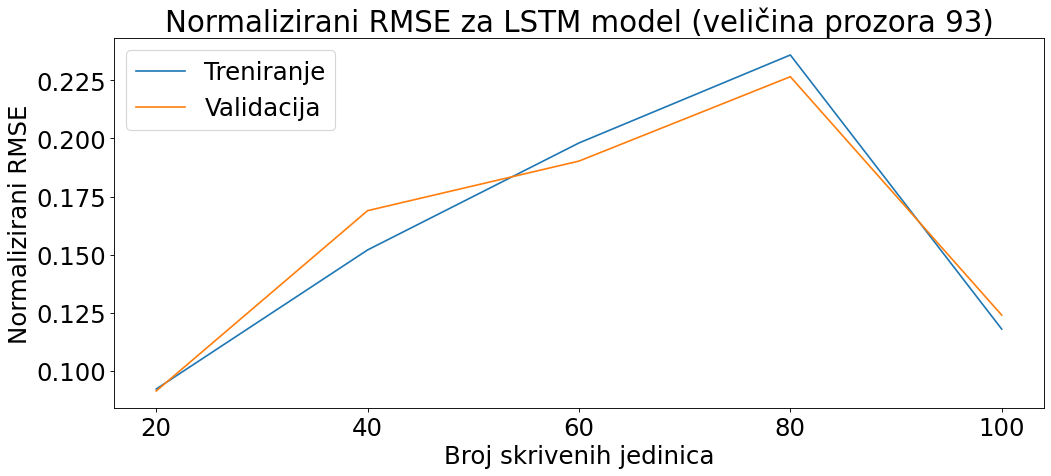 Normalizirani RMSE za LSTM model (veličina prozora 93)
Treniranje
Validacija
Normalizirani RMSE
0.225
0.200
0.175
0.150
0.125
0.100
20 40 60 80 100
Broj skrivenih jedinica